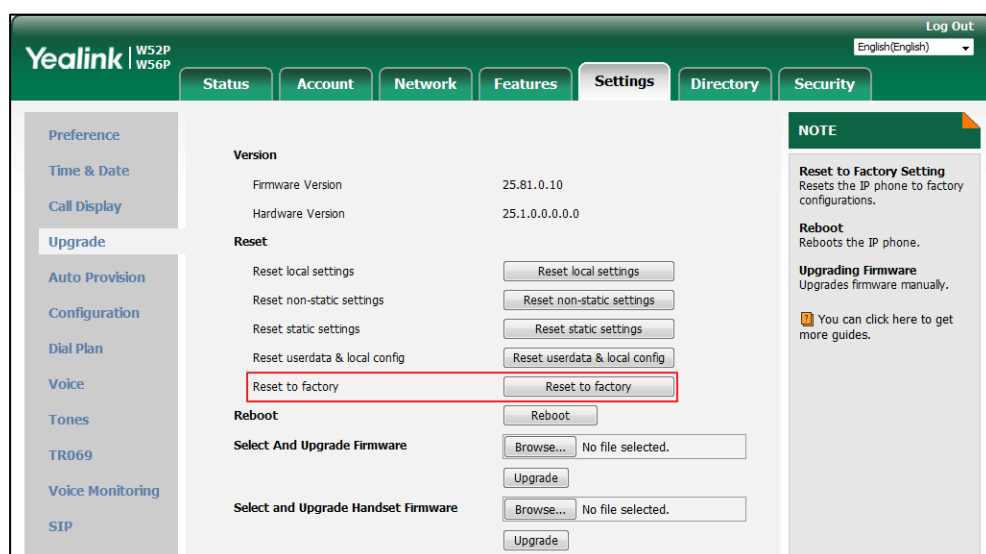 Log Out
Yealink W52P W56P
English(English)
Status Account Network Features Settings Directory Security
Preference
Time & Date
Call Display
Upgrade
Auto Provision
Configuration
Dial Plan
Voice
Tones
TR069
Voice Monitoring
SIP
Version
Firmware Version 25.81.0.10
Hardware Version 25.1.0.0.0.0.0
Reset
Reset local settings Reset local settings
Reset non-static settings Reset non-static settings
Reset static settings Reset static settings
Reset userdata & local config Reset userdata & local config
Reset to factory Reset to factory
Reboot Reboot
Select And Upgrade Firmware Browse... No file selected.
Upgrade
Select and Upgrade Handset Firmware Browse... No file selected.
Upgrade
NOTE
Reset to Factory Setting
Resets the IP phone to factory
configurations.
Reboot
Reboots the IP phone.
Upgrading Firmware
Upgrades firmware manually.
You can click here to get
more guides.